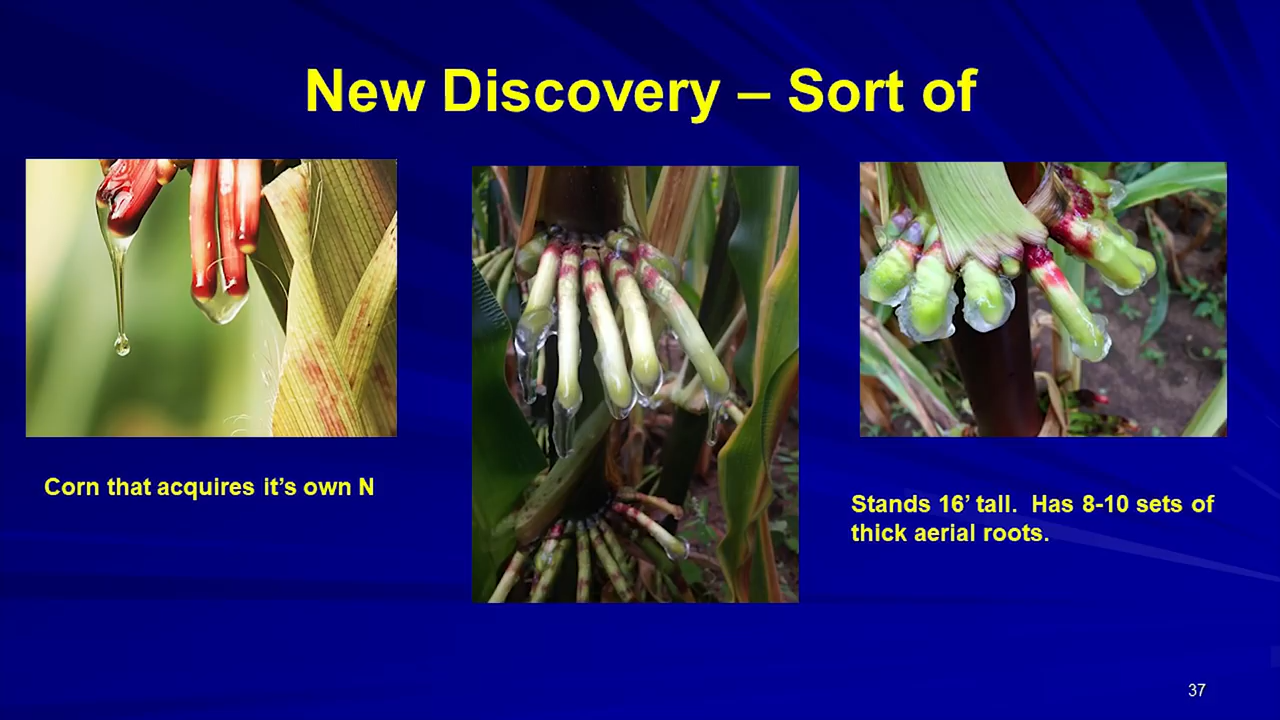 New Discovery – Sort of
Corn that acquires it’s own N
Stands 16’ tall.  Has 8-10 sets of
thick aerial roots.
37